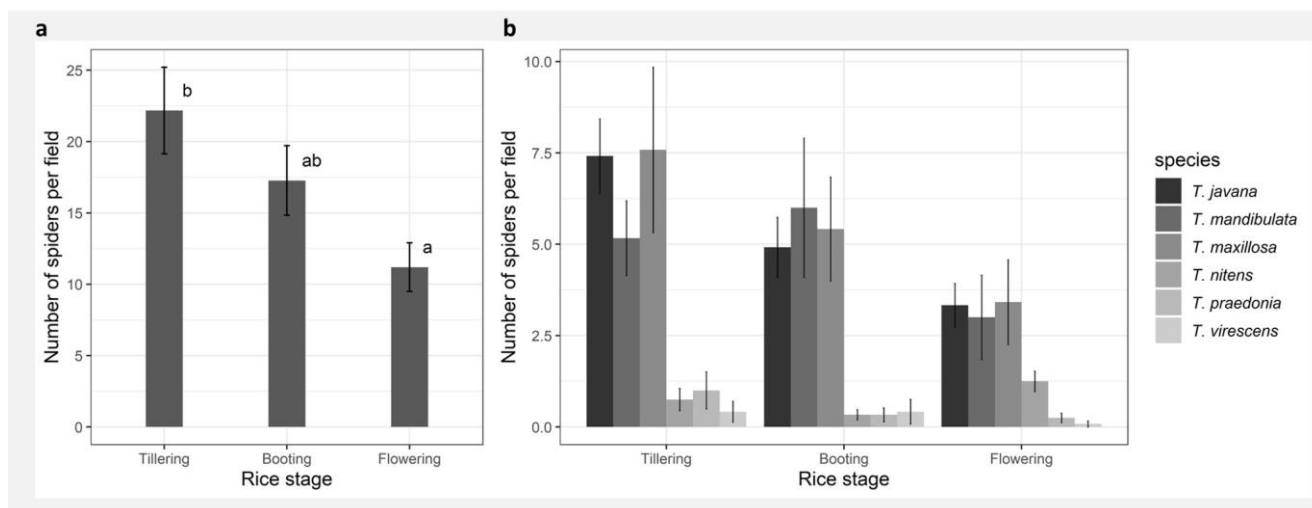 a
Number of spiders per field
25
20
15
10
5
0
b
ab
a
Tillering
Booting
Flowering
Rice stage
b
Number of spiders per field
10.0
7.5
5.0
2.5
0.0
Tillering
Booting
Flowering
Rice stage
species
T. javana
T. mandibulata
T. maxillosa
T. nitens
T. praedonia
T. virescens